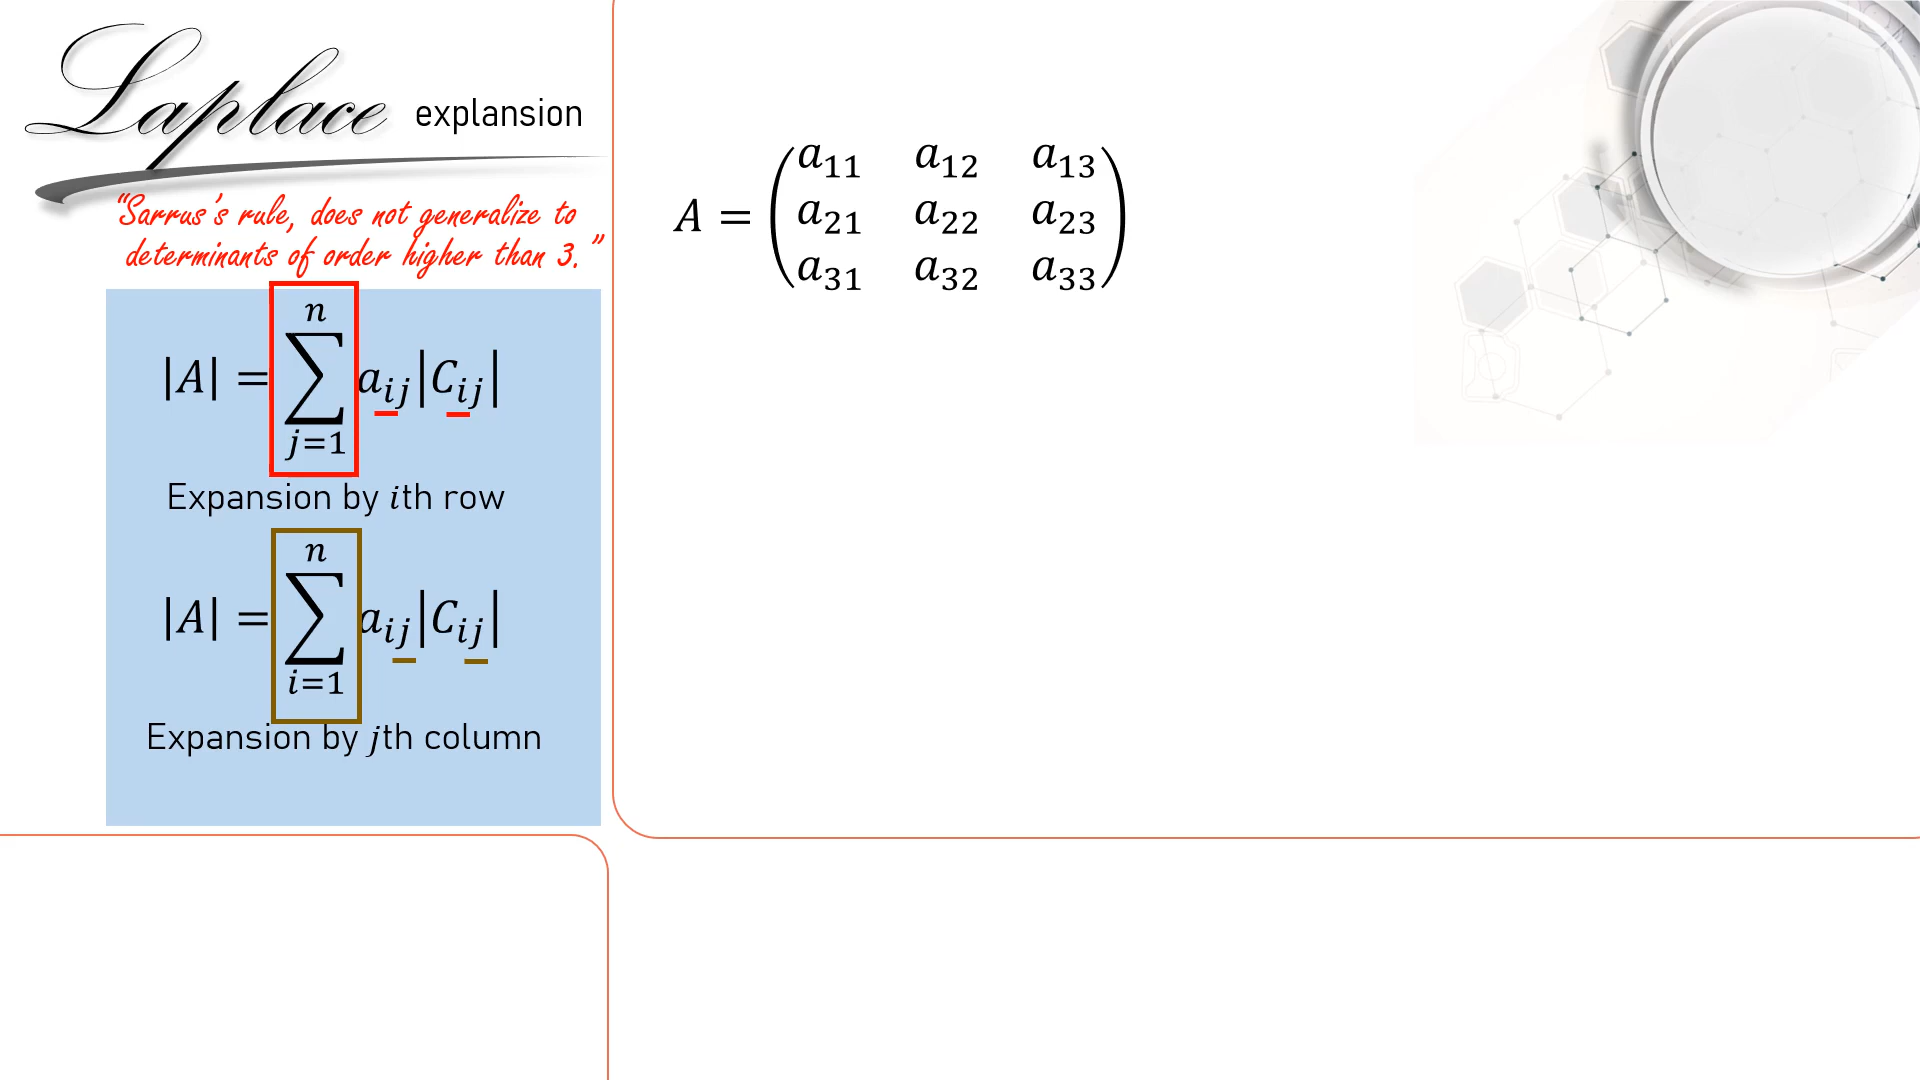 Laplace explansion
“Sarrus’s rule, does not generalize to
determinants of order higher than 3.”
|A| = ∑_{j=1}^{n} a_{ij}|C_{ij}|
Expansion by ith row
|A| = ∑_{i=1}^{n} a_{ij}|C_{ij}|
Expansion by jth column
a₁₁ a₁₂ a₁₃
A = a₂₁ a₂₂ a₂₃
a₃₁ a₃₂ a₃₃